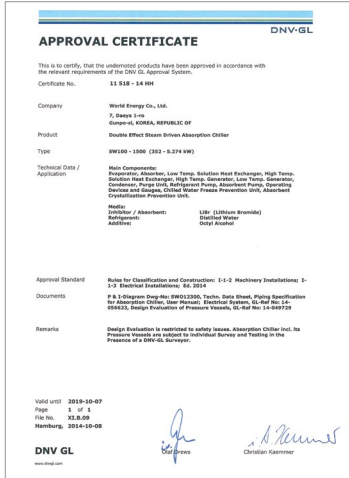 DNV·GL
APPROVAL CERTIFICATE
This is to certify, that the undernoted products have been approved in accordance with
the relevant requirements of the DNV GL Approval System.
Certificate No. 11 518 - 14 HH
Company World Energy Co., Ltd.
7, Daeya 1-ro
Gunpo-si, KOREA, REPUBLIC OF
Product Double Effect Steam Driven Absorption Chiller
Type SW100 - 1500 (352 - 5.274 kW)
Technical Data /
Application
Main Components:
Evaporator, Absorber, Low Temp. Solution Heat Exchanger, High Temp.
Solution Heat Exchanger, High Temp. Generator, Low Temp. Generator,
Condenser, Purge Unit, Refrigerant Pump, Absorbent Pump, Operating
Devices and Gauges, Chilled Water Freeze Prevention Unit, Absorbent
Crystallization Prevention Unit.
Media:
Inhibitor / Absorbent: LiBr (Lithium Bromide)
Refrigerant: Distilled Water
Additive: Octyl Alcohol
Approval Standard Rules for Classification and Construction: I-1-2 Machinery Installations; I-
1-3 Electrical Installations; Ed. 2014
Documents P & I-Diagram Dwg-No: SWO12300, Techn. Data Sheet, Piping Specification
for Absorption Chiller, User Manual; Electrical System, GL-Ref No: 14-
056623, Design Evaluation of Pressure Vessels, GL-Ref No: 14-049729
Remarks Design Evaluation is restricted to safety issues. Absorption Chiller incl. its
Pressure Vessels are subject to individual Survey and Testing in the
Presence of a DNV-GL Surveyor.
Valid until 2019-10-07
Page 1 of 1
File No. XI.B.09
Hamburg, 2014-10-08
DNV GL
Olaf Drews
Christian Kaemmer
www.dnvgl.com